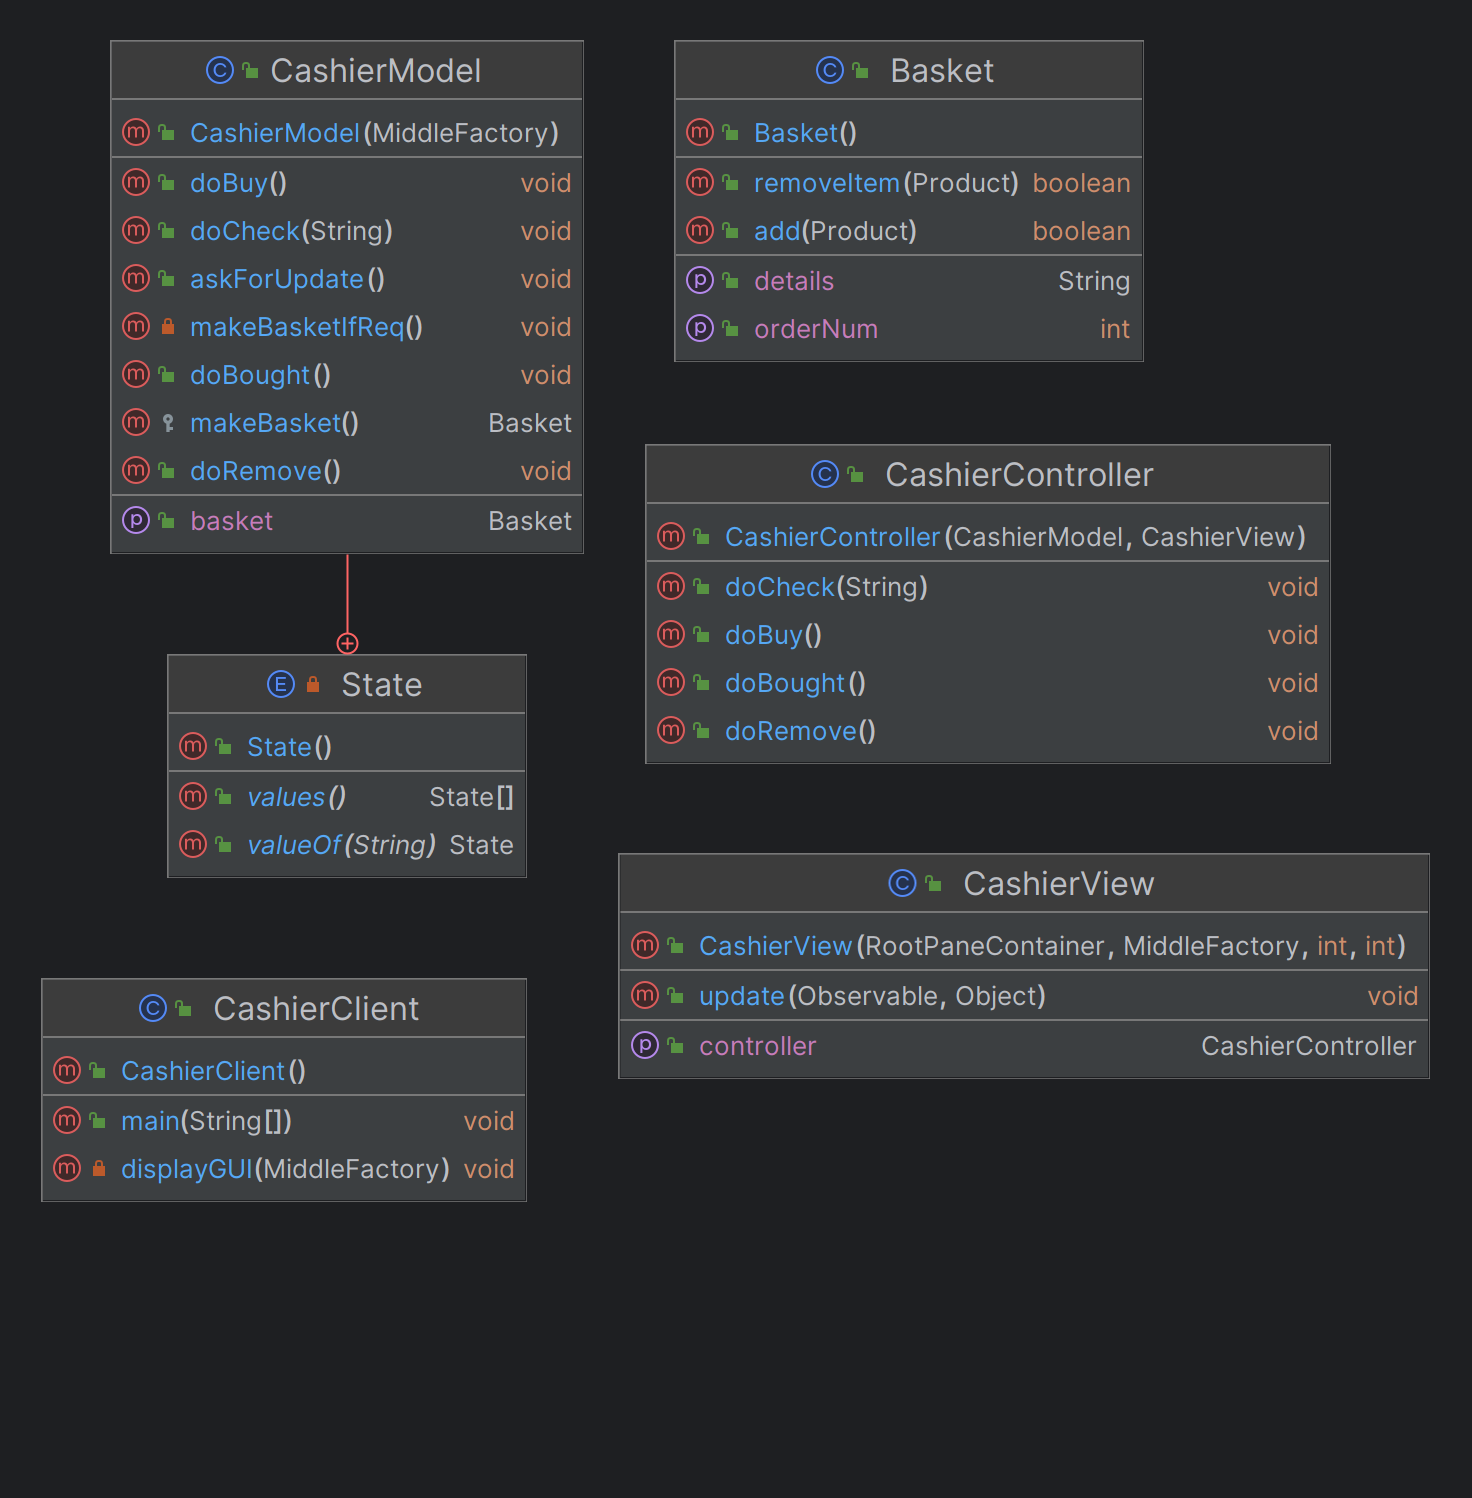 CashierModel
CashierModel(MiddleFactory)
doBuy() void
doCheck(String) void
askForUpdate() void
makeBasketIfReq() void
doBought() void
makeBasket() Basket
doRemove() void
basket Basket
Basket
Basket()
removeItem(Product) boolean
add(Product) boolean
details String
orderNum int
CashierController
CashierController(CashierModel, CashierView)
doCheck(String) void
doBuy() void
doBought() void
doRemove() void
State
State()
values() State[]
valueOf(String) State
CashierView
CashierView(RootPaneContainer, MiddleFactory, int, int)
update(Observable, Object) void
controller CashierController
CashierClient
CashierClient()
main(String[]) void
displayGUI(MiddleFactory) void